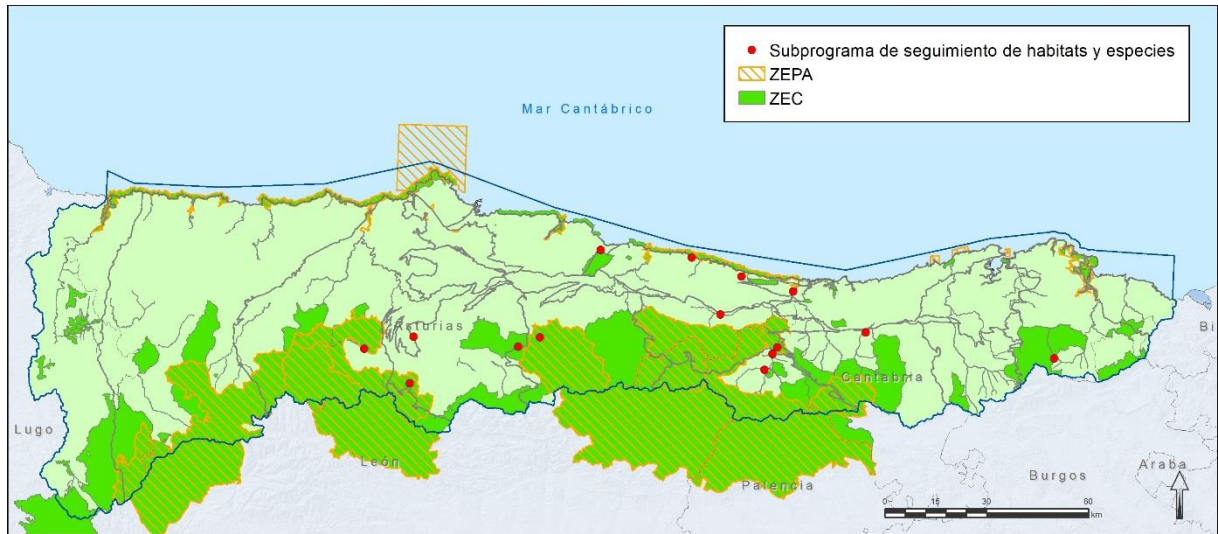 Subprograma de seguimiento de habitats y especies
ZEPA
ZEC
Mar Cantábrico
Asturias
Cantabria
Lugo
León
Palencia
Burgos
Araba
Bi
0 15 30 60
km